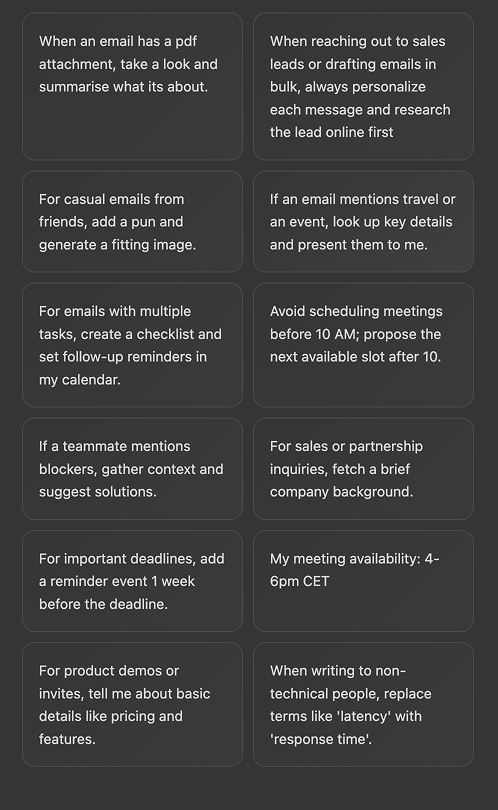 When an email has a pdf
attachment, take a look and
summarise what its about.
When reaching out to sales
leads or drafting emails in
bulk, always personalize
each message and research
the lead online first
For casual emails from
friends, add a pun and
generate a fitting image.
If an email mentions travel or
an event, look up key details
and present them to me.
For emails with multiple
tasks, create a checklist and
set follow-up reminders in
my calendar.
Avoid scheduling meetings
before 10 AM; propose the
next available slot after 10.
If a teammate mentions
blockers, gather context and
suggest solutions.
For sales or partnership
inquiries, fetch a brief
company background.
For important deadlines, add
a reminder event 1 week
before the deadline.
My meeting availability: 4-
6pm CET
For product demos or
invites, tell me about basic
details like pricing and
features.
When writing to non-
technical people, replace
terms like 'latency' with
'response time'.